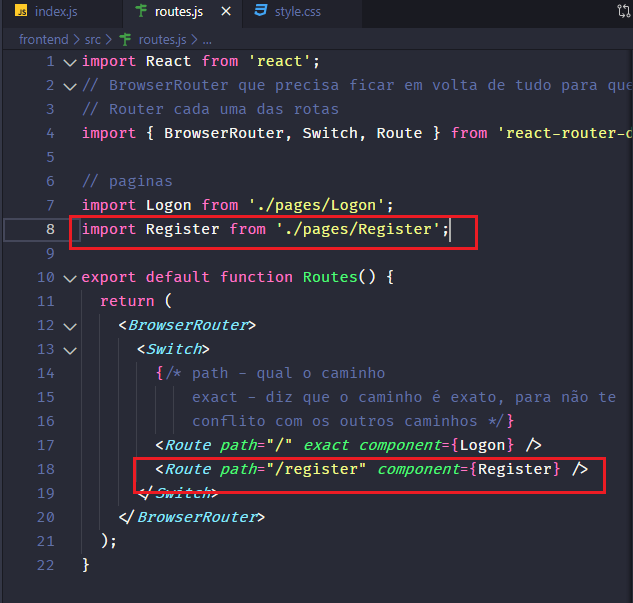 index.js routes.js style.css
frontend > src > routes.js > ...
1 import React from 'react';
2 // BrowserRouter que precisa ficar em volta de tudo para que
3 // Router cada uma das rotas
4 import { BrowserRouter, Switch, Route } from 'react-router-
5
6 // paginas
7 import Logon from './pages/Logon';
8 import Register from './pages/Register';
9
10 export default function Routes() {
11 return (
12 <BrowserRouter>
13 <Switch>
14 {/* path - qual o caminho
15 exact - diz que o caminho é exato, para não te
16 conflito com os outros caminhos */}
17 <Route path="/" exact component={Logon} />
18 <Route path="/register" component={Register} />
19 </Switch>
20 </BrowserRouter>
21 );
22 }